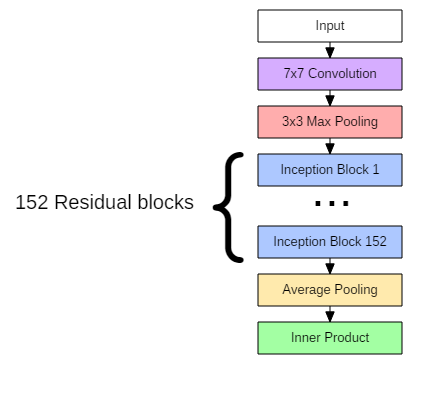 Input
7x7 Convolution
3x3 Max Pooling
Inception Block 1
152 Residual blocks
...
Inception Block 152
Average Pooling
Inner Product